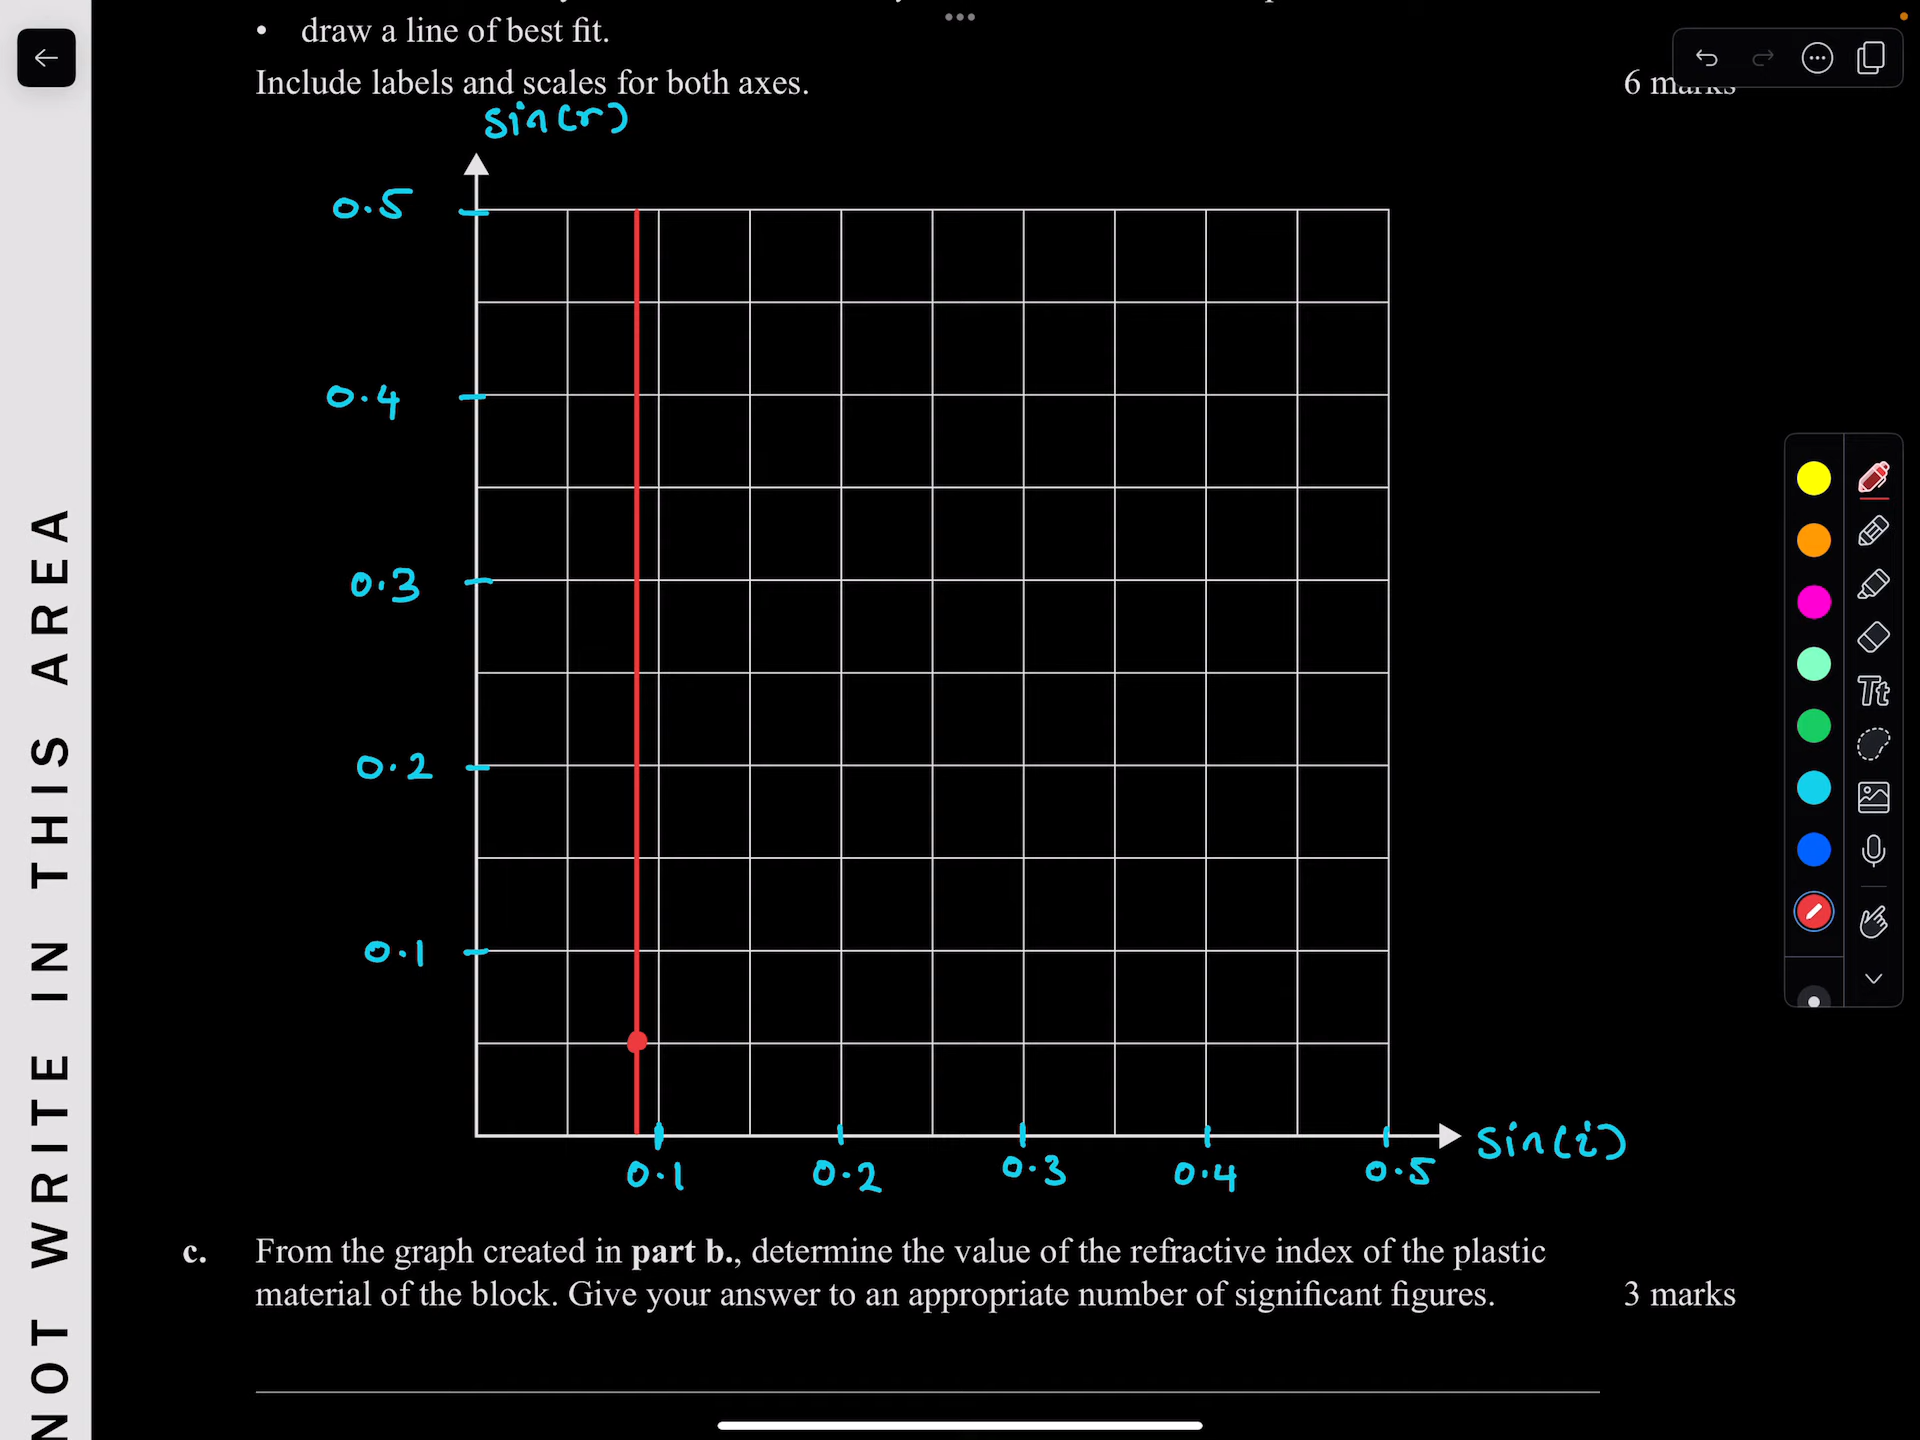 • draw a line of best fit.
Include labels and scales for both axes.
6 marks
sin(r)
0.5
0.4
0.3
0.2
0.1
0.1 0.2 0.3 0.4 0.5
sin(i)
c. From the graph created in part b., determine the value of the refractive index of the plastic
material of the block. Give your answer to an appropriate number of significant figures.
3 marks
NOT WRITE IN THIS AREA
Tt